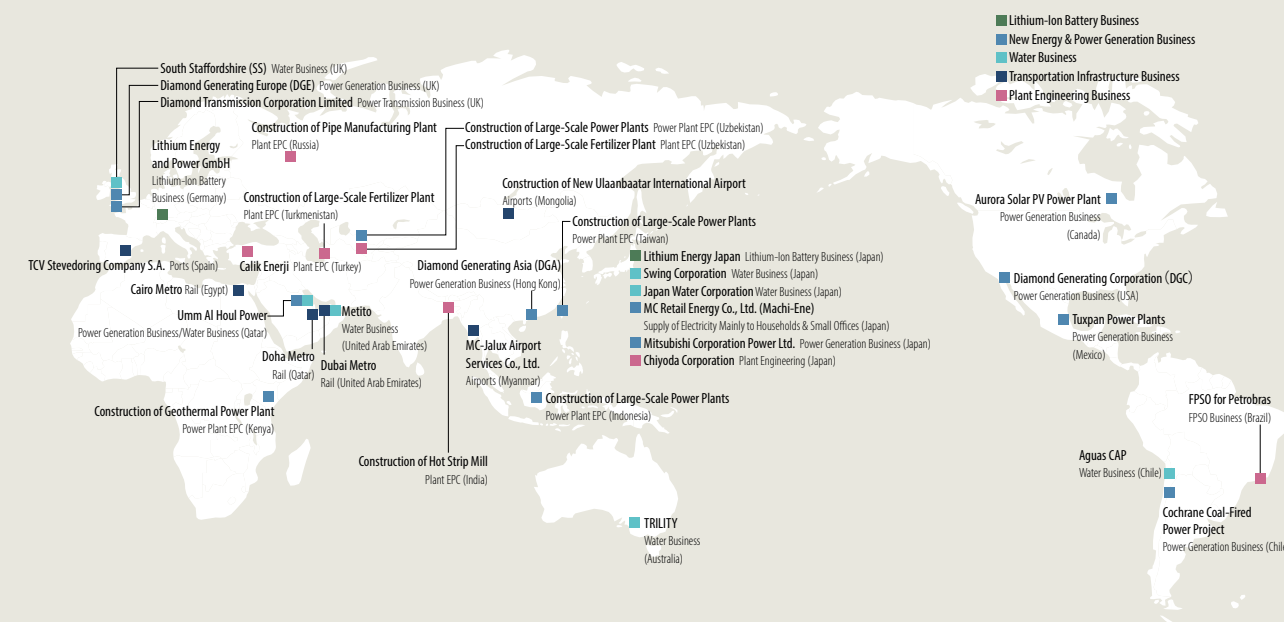 Lithium-Ion Battery Business
New Energy & Power Generation Business
Water Business
Transportation Infrastructure Business
Plant Engineering Business
South Staffordshire (SS) Water Business (UK)
Diamond Generating Europe (DGE) Power Generation Business (UK)
Diamond Transmission Corporation Limited Power Transmission Business (UK)
Lithium Energy
and Power GmbH
Lithium-Ion Battery
Business (Germany)
Construction of Pipe Manufacturing Plant
Plant EPC (Russia)
Construction of Large-Scale Power Plants Power Plant EPC (Uzbekistan)
Construction of Large-Scale Fertilizer Plant Plant EPC (Uzbekistan)
Construction of Large-Scale Fertilizer Plant
Plant EPC (Turkmenistan)
Construction of New Ulaanbaatar International Airport
Airports (Mongolia)
Construction of Large-Scale Power Plants
Power Plant EPC (Taiwan)
TCV Stevedoring Company S.A. Ports (Spain)
Calik Enerji Plant EPC (Turkey)
Diamond Generating Asia (DGA)
Power Generation Business (Hong Kong)
Lithium Energy Japan Lithium-Ion Battery Business (Japan)
Swing Corporation Water Business (Japan)
Japan Water Corporation Water Business (Japan)
MC Retail Energy Co., Ltd. (Machi-Ene)
Supply of Electricity Mainly to Households & Small Offices (Japan)
Mitsubishi Corporation Power Ltd. Power Generation Business (Japan)
Chiyoda Corporation Plant Engineering (Japan)
Cairo Metro Rail (Egypt)
Umm Al Houl Power
Power Generation Business/Water Business (Qatar)
Metito
Water Business
(United Arab Emirates)
Doha Metro
Rail (Qatar)
Dubai Metro
Rail (United Arab Emirates)
MC-Jalux Airport
Services Co., Ltd.
Airports (Myanmar)
Construction of Geothermal Power Plant
Power Plant EPC (Kenya)
Construction of Large-Scale Power Plants
Power Plant EPC (Indonesia)
Construction of Hot Strip Mill
Plant EPC (India)
TRILITY
Water Business
(Australia)
Aurora Solar PV Power Plant
Power Generation Business
(Canada)
Diamond Generating Corporation (DGC)
Power Generation Business (USA)
Tuxpan Power Plants
Power Generation Business
(Mexico)
FPSO for Petrobras
FPSO Business (Brazil)
Aguas CAP
Water Business (Chile)
Cochrane Coal-Fired
Power Project
Power Generation Business (Chile